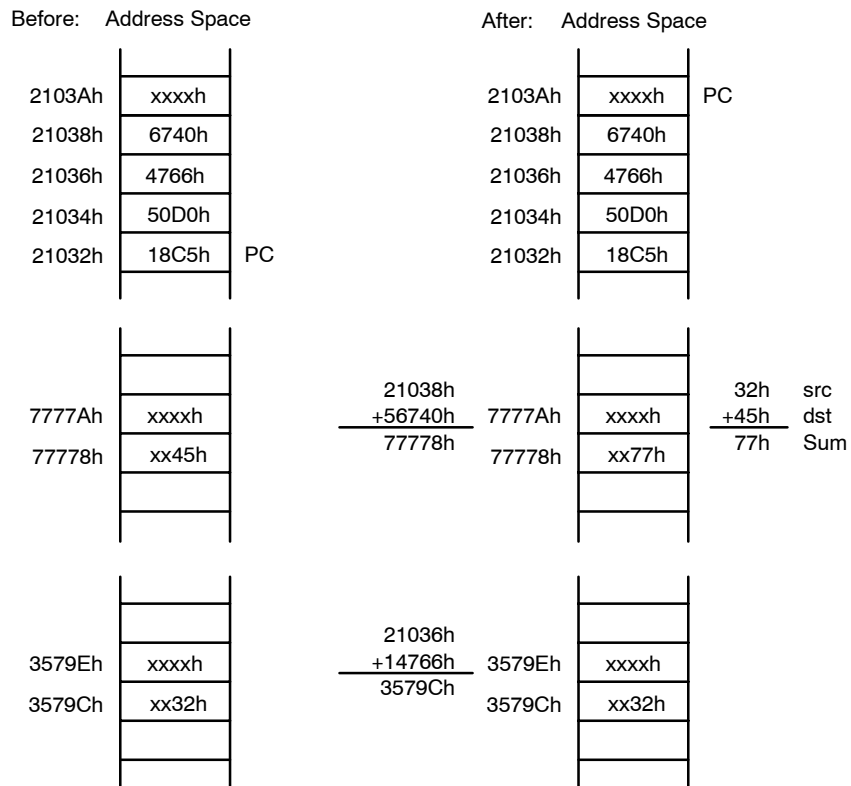 Before: Address Space
2103Ah xxxxh
21038h 6740h
21036h 4766h
21034h 50D0h
21032h 18C5h PC
7777Ah xxxxh
77778h xx45h
3579Eh xxxxh
3579Ch xx32h
21038h
+56740h
77778h
21036h
+14766h
3579Ch
After: Address Space
2103Ah xxxxh PC
21038h 6740h
21036h 4766h
21034h 50D0h
21032h 18C5h
7777Ah xxxxh
77778h xx77h
32h src
+45h dst
77h Sum
3579Eh xxxxh
3579Ch xx32h